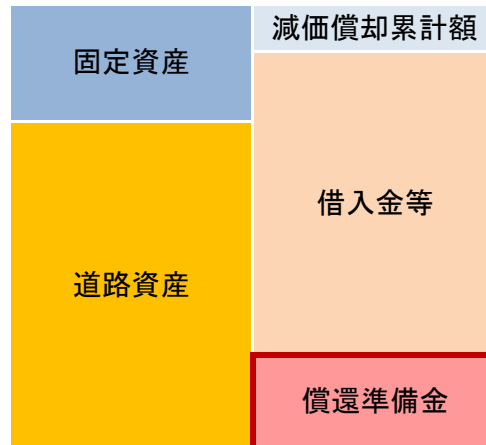 固定資産
減価償却累計額
道路資産
借入金等
償還準備金